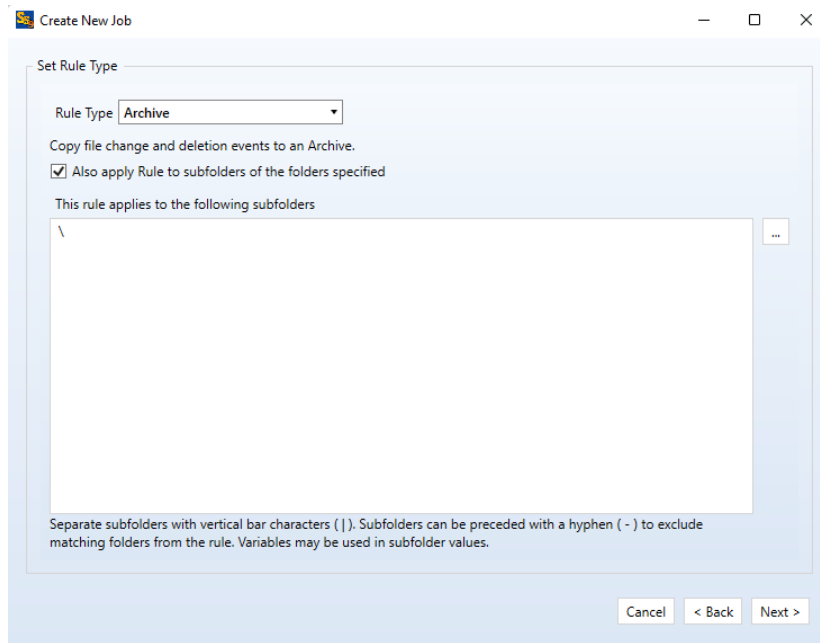 Create New Job
Set Rule Type
Rule Type Archive
Copy file change and deletion events to an Archive.
Also apply Rule to subfolders of the folders specified
This rule applies to the following subfolders
\
...
Separate subfolders with vertical bar characters ( | ). Subfolders can be preceded with a hyphen ( - ) to exclude
matching folders from the rule. Variables may be used in subfolder values.
Cancel < Back Next >